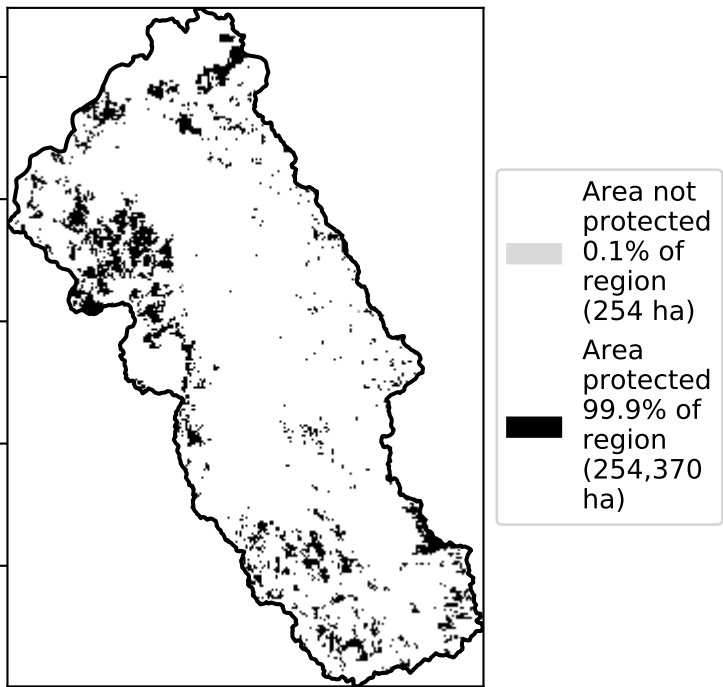 Area not
protected
0.1% of
region
(254 ha)
Area
protected
99.9% of
region
(254,370
ha)